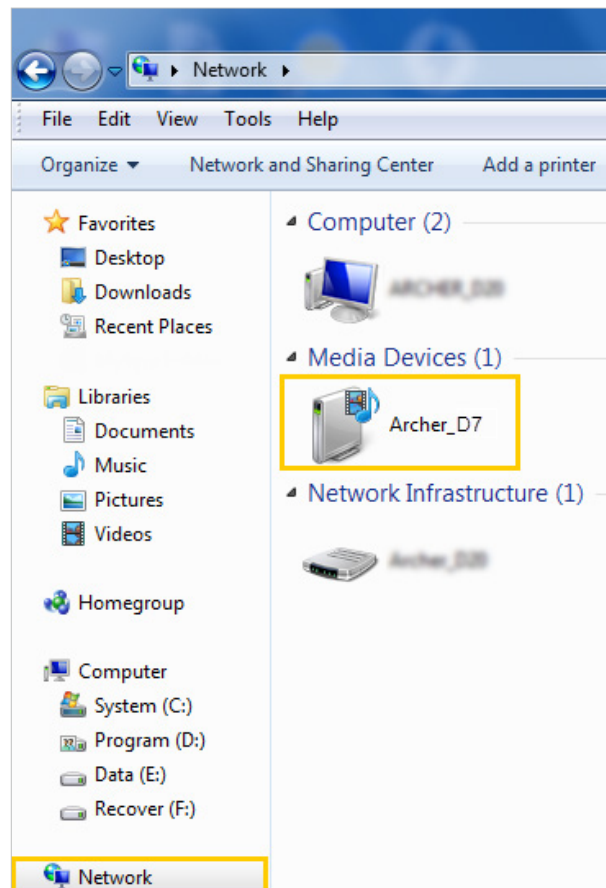 Network
File Edit View Tools Help
Organize Network and Sharing Center Add a printer
Favorites
Desktop
Downloads
Recent Places
Libraries
Documents
Music
Pictures
Videos
Homegroup
Computer
System (C:)
Program (D:)
Data (E:)
Recover (F:)
Network
Computer (2)
Media Devices (1)
Archer_D7
Network Infrastructure (1)